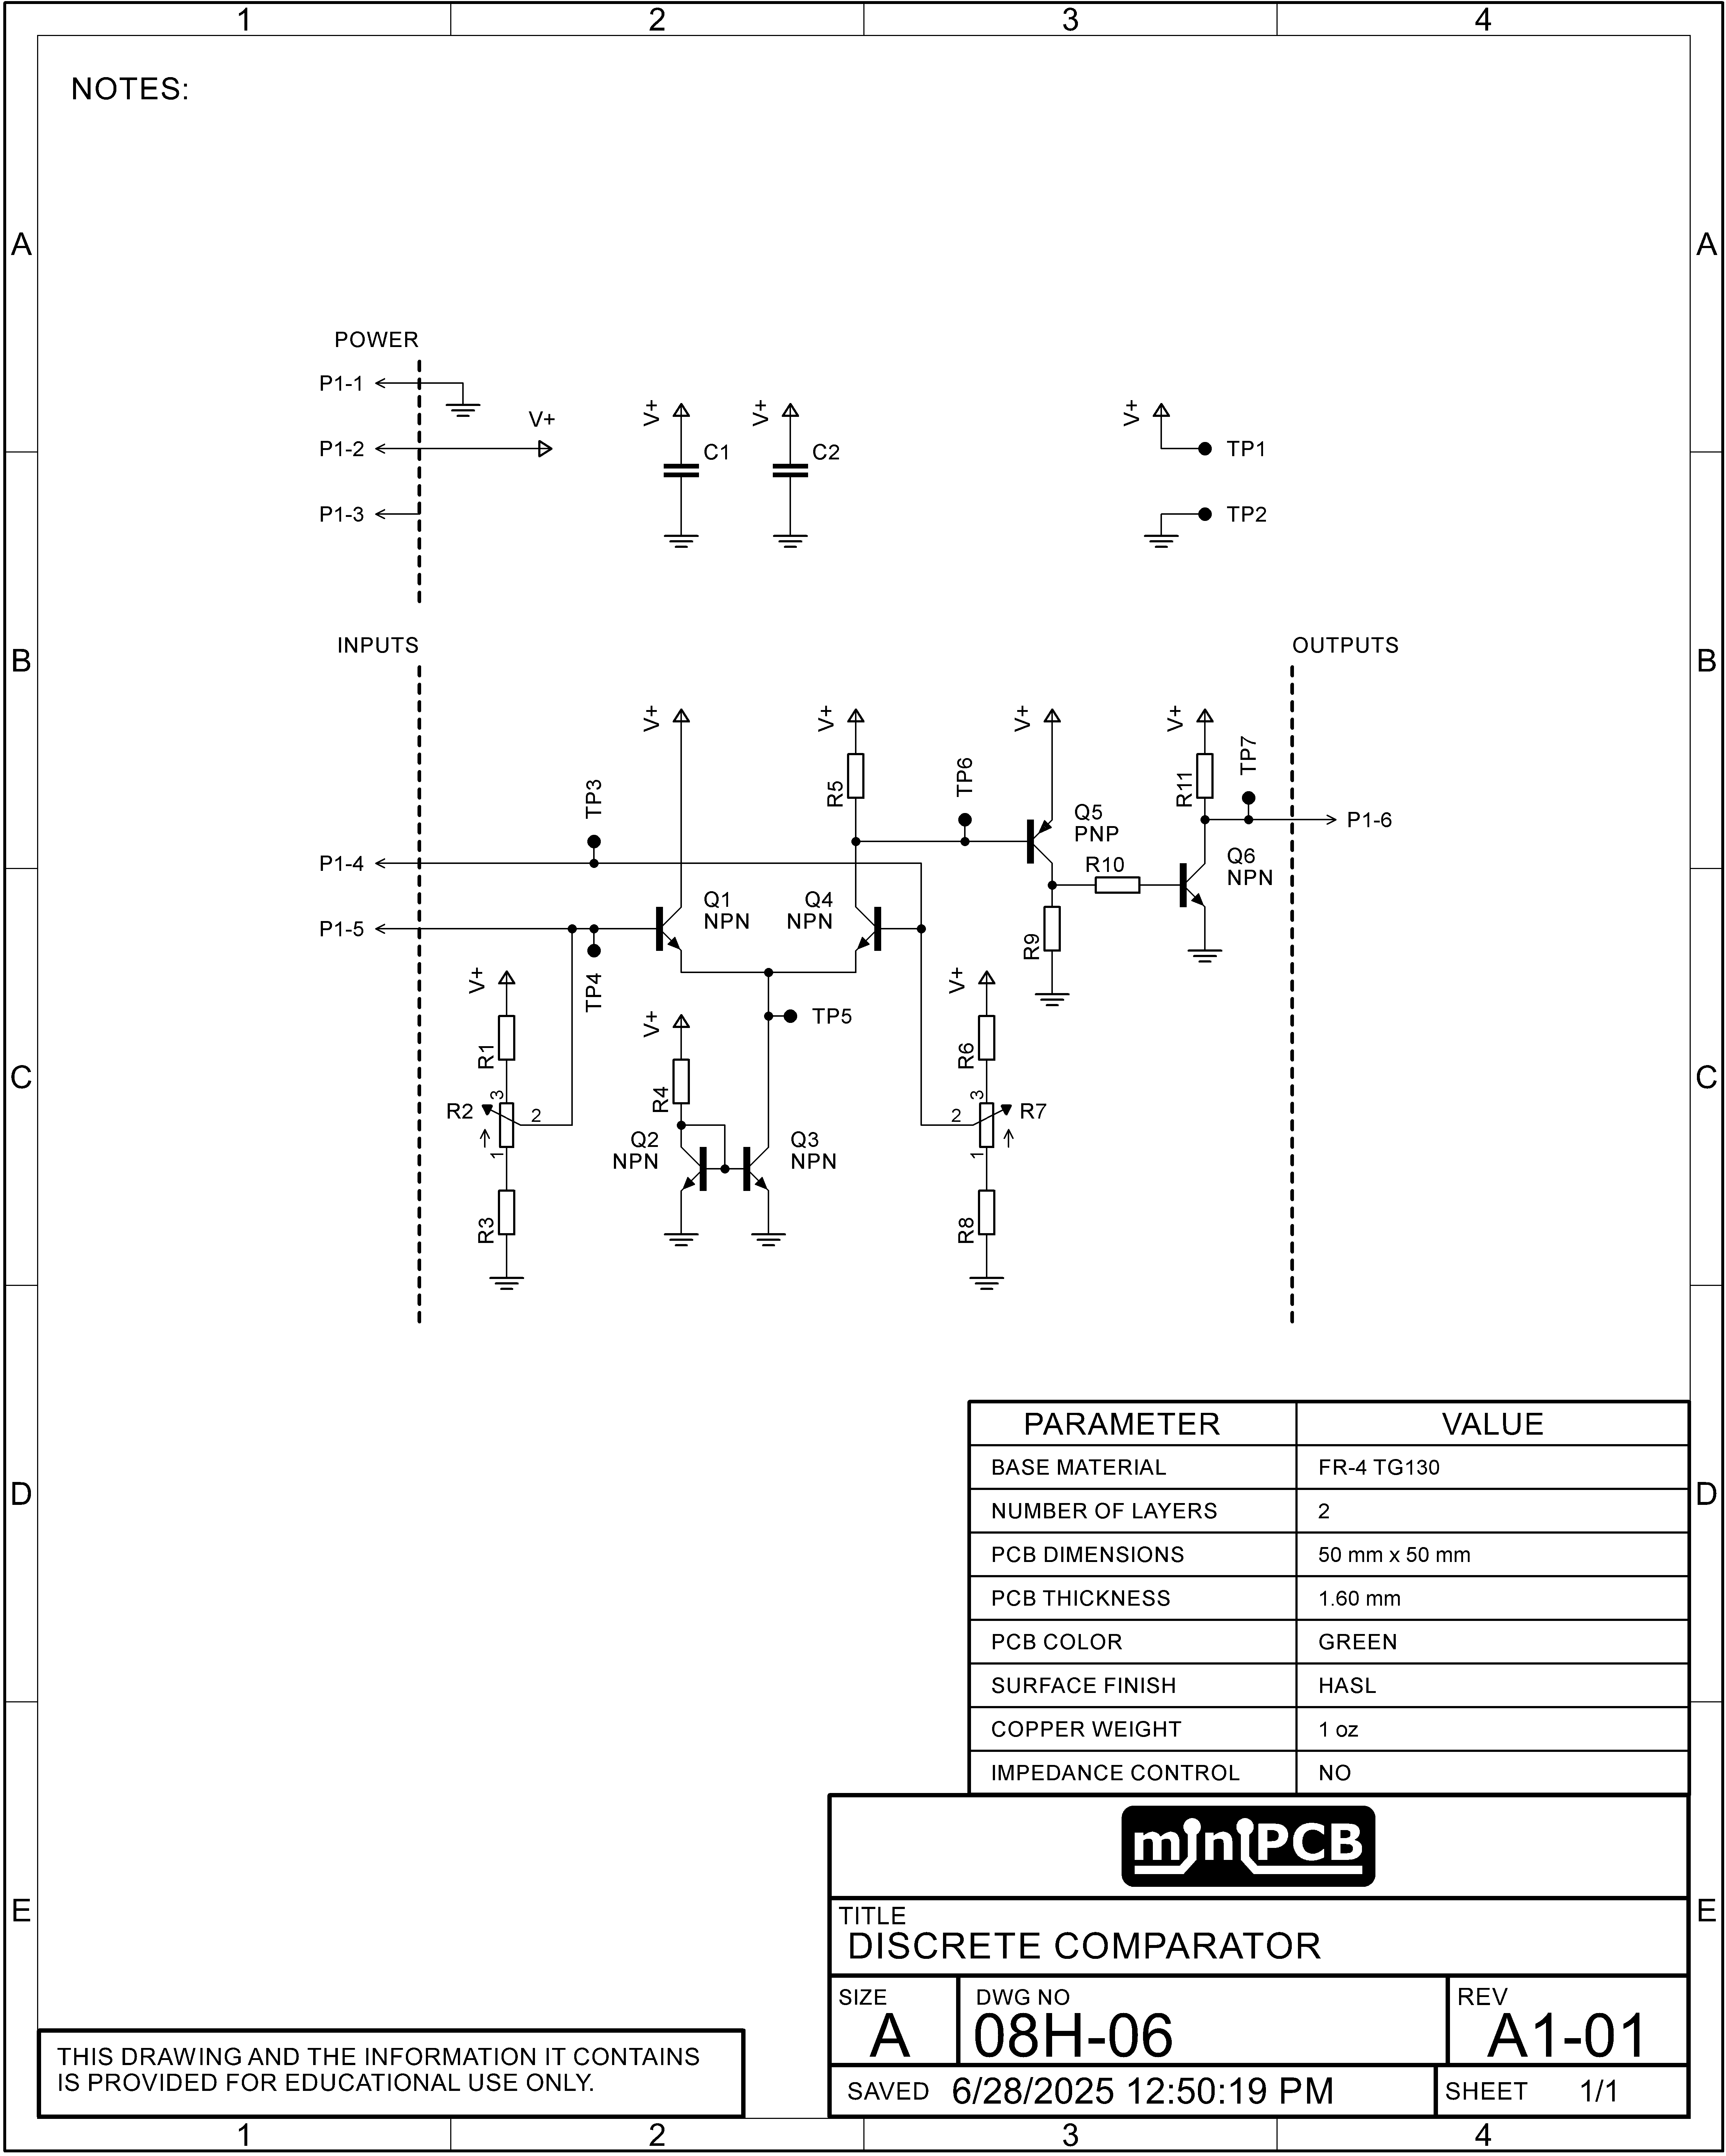 1 2 3 4
NOTES:
A A
POWER
P1-1
V+
P1-2
P1-3
V+ C1
V+ C2
V+ TP1
TP2
B B
INPUTS
OUTPUTS
V+
V+
V+
V+
TP3
R5
TP6
Q5
PNP
R11
TP7
P1-6
P1-4
R10
Q6
NPN
Q1
NPN
Q4
NPN
P1-5
R9
TP4
V+
V+
V+
TP5
C C
R1
R4
R6
3
R2
2
1
3
2
R7
1
Q2
NPN
Q3
NPN
R3
R8
PARAMETER VALUE
BASE MATERIAL FR-4 TG130
D D
NUMBER OF LAYERS 2
PCB DIMENSIONS 50 mm x 50 mm
PCB THICKNESS 1.60 mm
PCB COLOR GREEN
SURFACE FINISH HASL
COPPER WEIGHT 1 oz
IMPEDANCE CONTROL NO
miniPCB
E E
TITLE
DISCRETE COMPARATOR
SIZE
A
DWG NO
08H-06
REV
A1-01
SAVED 6/28/2025 12:50:19 PM
SHEET 1/1
THIS DRAWING AND THE INFORMATION IT CONTAINS
IS PROVIDED FOR EDUCATIONAL USE ONLY.
1 2 3 4